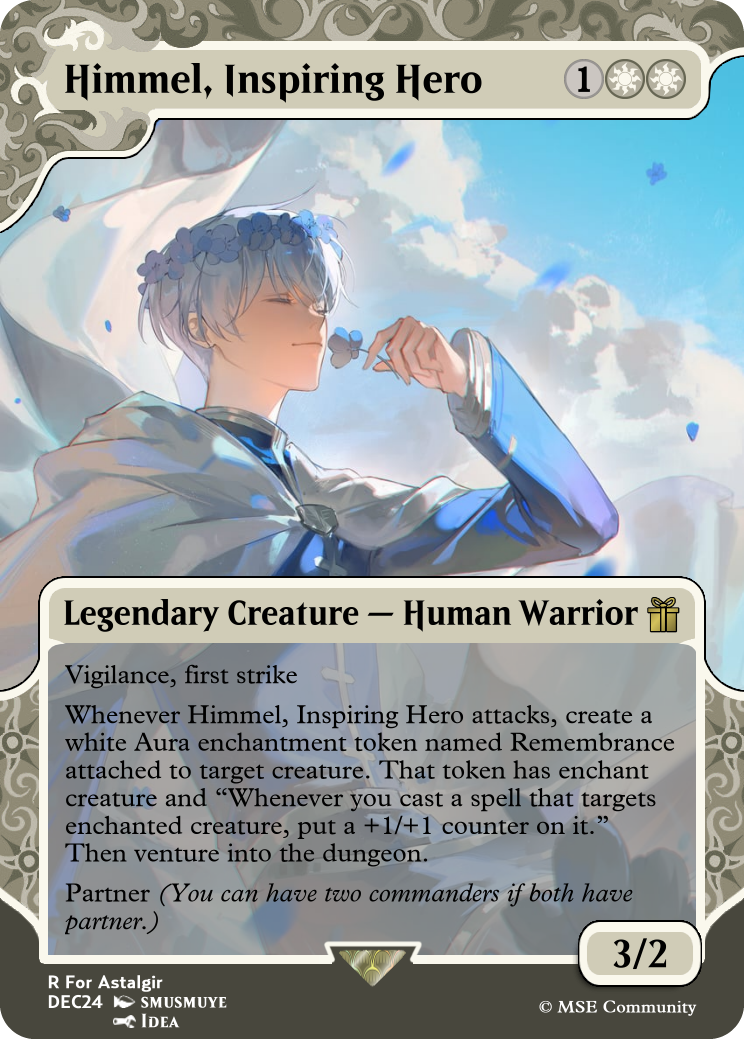 Himmel, Inspiring Hero 1
Legendary Creature — Human Warrior
Vigilance, first strike
Whenever Himmel, Inspiring Hero attacks, create a
white Aura enchantment token named Remembrance
attached to target creature. That token has enchant
creature and “Whenever you cast a spell that targets
enchanted creature, put a +1/+1 counter on it.”
Then venture into the dungeon.
Partner (You can have two commanders if both have
partner.)
3/2
R For Astalgir
DEC24 SMUSMUYE
IDEA
© MSE Community